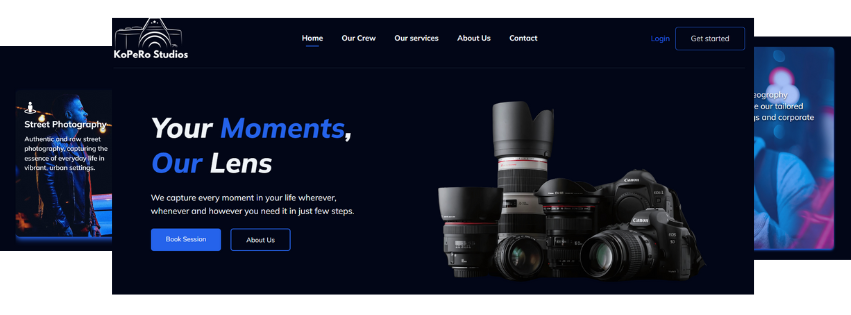 KoPeRo Studios
Home Our Crew Our services About Us Contact
Login Get started
Street Photography
Authentic and raw street
photography, capturing the
essence of everyday life in
vibrant, urban settings.
Your Moments,
Our Lens
We capture every moment in your life wherever,
whenever and however you need it in just few steps.
Book Session About Us
Canon
Canon
our tailored
and corporate